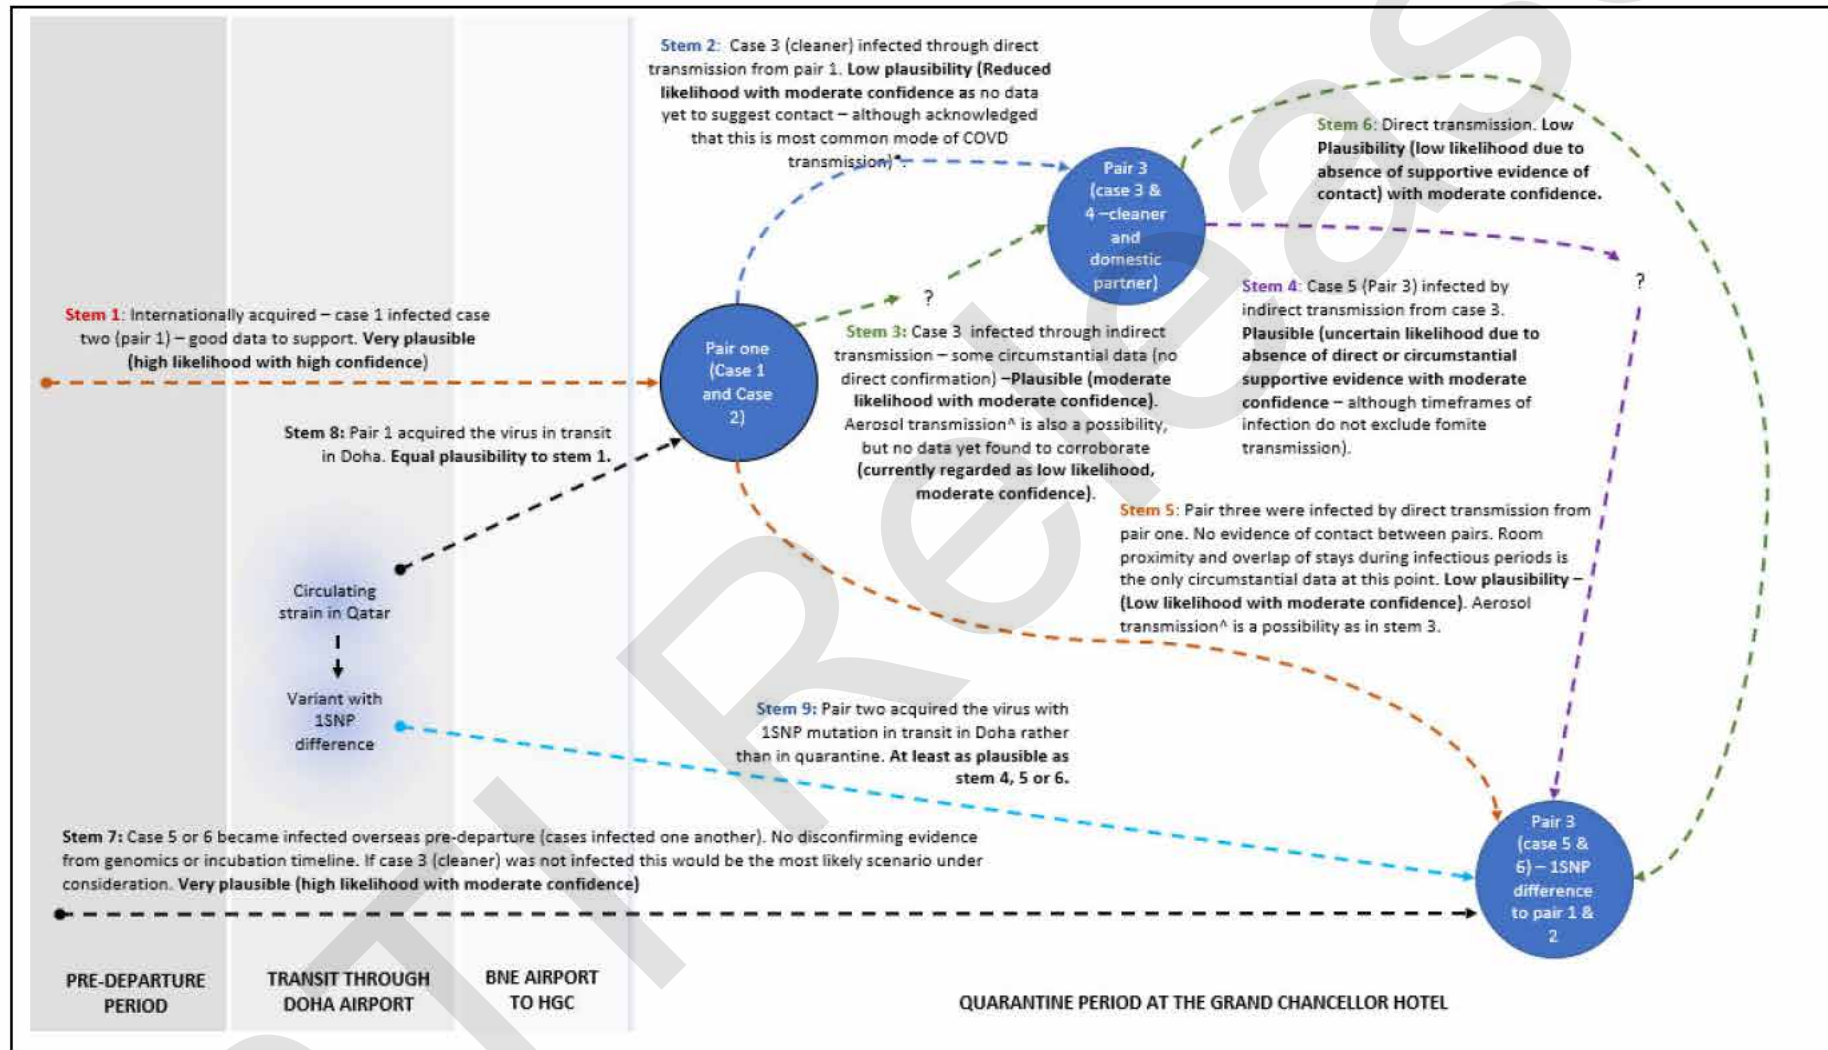 Stem 2: Case 3 (cleaner) infected through direct
transmission from pair 1. Low plausibility (Reduced
likelihood with moderate confidence as no data
yet to suggest contact – although acknowledged
that this is most common mode of COVD
transmission)*.
Pair 3
(case 3 &
4 –cleaner
and
domestic
partner)
Stem 6: Direct transmission. Low
Plausibility (low likelihood due to
absence of supportive evidence of
contact) with moderate confidence.
?
Stem 4: Case 5 (Pair 3) infected by
indirect transmission from case 3.
Plausible (uncertain likelihood due to
absence of direct or circumstantial
supportive evidence with moderate
confidence – although timeframes of
infection do not exclude fomite
transmission).
Stem 1: Internationally acquired – case 1 infected case
two (pair 1) – good data to support. Very plausible
(high likelihood with high confidence)
Pair one
(Case 1
and Case
2)
?
Stem 3: Case 3 infected through indirect
transmission – some circumstantial data (no
direct confirmation) –Plausible (moderate
likelihood with moderate confidence).
Aerosol transmission^ is also a possibility,
but no data yet found to corroborate
(currently regarded as low likelihood,
moderate confidence).
Stem 8: Pair 1 acquired the virus in transit
in Doha. Equal plausibility to stem 1.
Stem 5: Pair three were infected by direct transmission from
pair one. No evidence of contact between pairs. Room
proximity and overlap of stays during infectious periods is
the only circumstantial data at this point. Low plausibility –
(Low likelihood with moderate confidence). Aerosol
transmission^ is a possibility as in stem 3.
Circulating
strain in Qatar
Variant with
1SNP
difference
Stem 9: Pair two acquired the virus with
1SNP mutation in transit in Doha rather
than in quarantine. At least as plausible as
stem 4, 5 or 6.
Stem 7: Case 5 or 6 became infected overseas pre-departure (cases infected one another). No disconfirming evidence
from genomics or incubation timeline. If case 3 (cleaner) was not infected this would be the most likely scenario under
consideration. Very plausible (high likelihood with moderate confidence)
Pair 3
(case 5 &
6) – 1SNP
difference
to pair 1 &
2
PRE-DEPARTURE
PERIOD
TRANSIT THROUGH
DOHA AIRPORT
BNE AIRPORT
TO HGC
QUARANTINE PERIOD AT THE GRAND CHANCELLOR HOTEL
RTI Releas